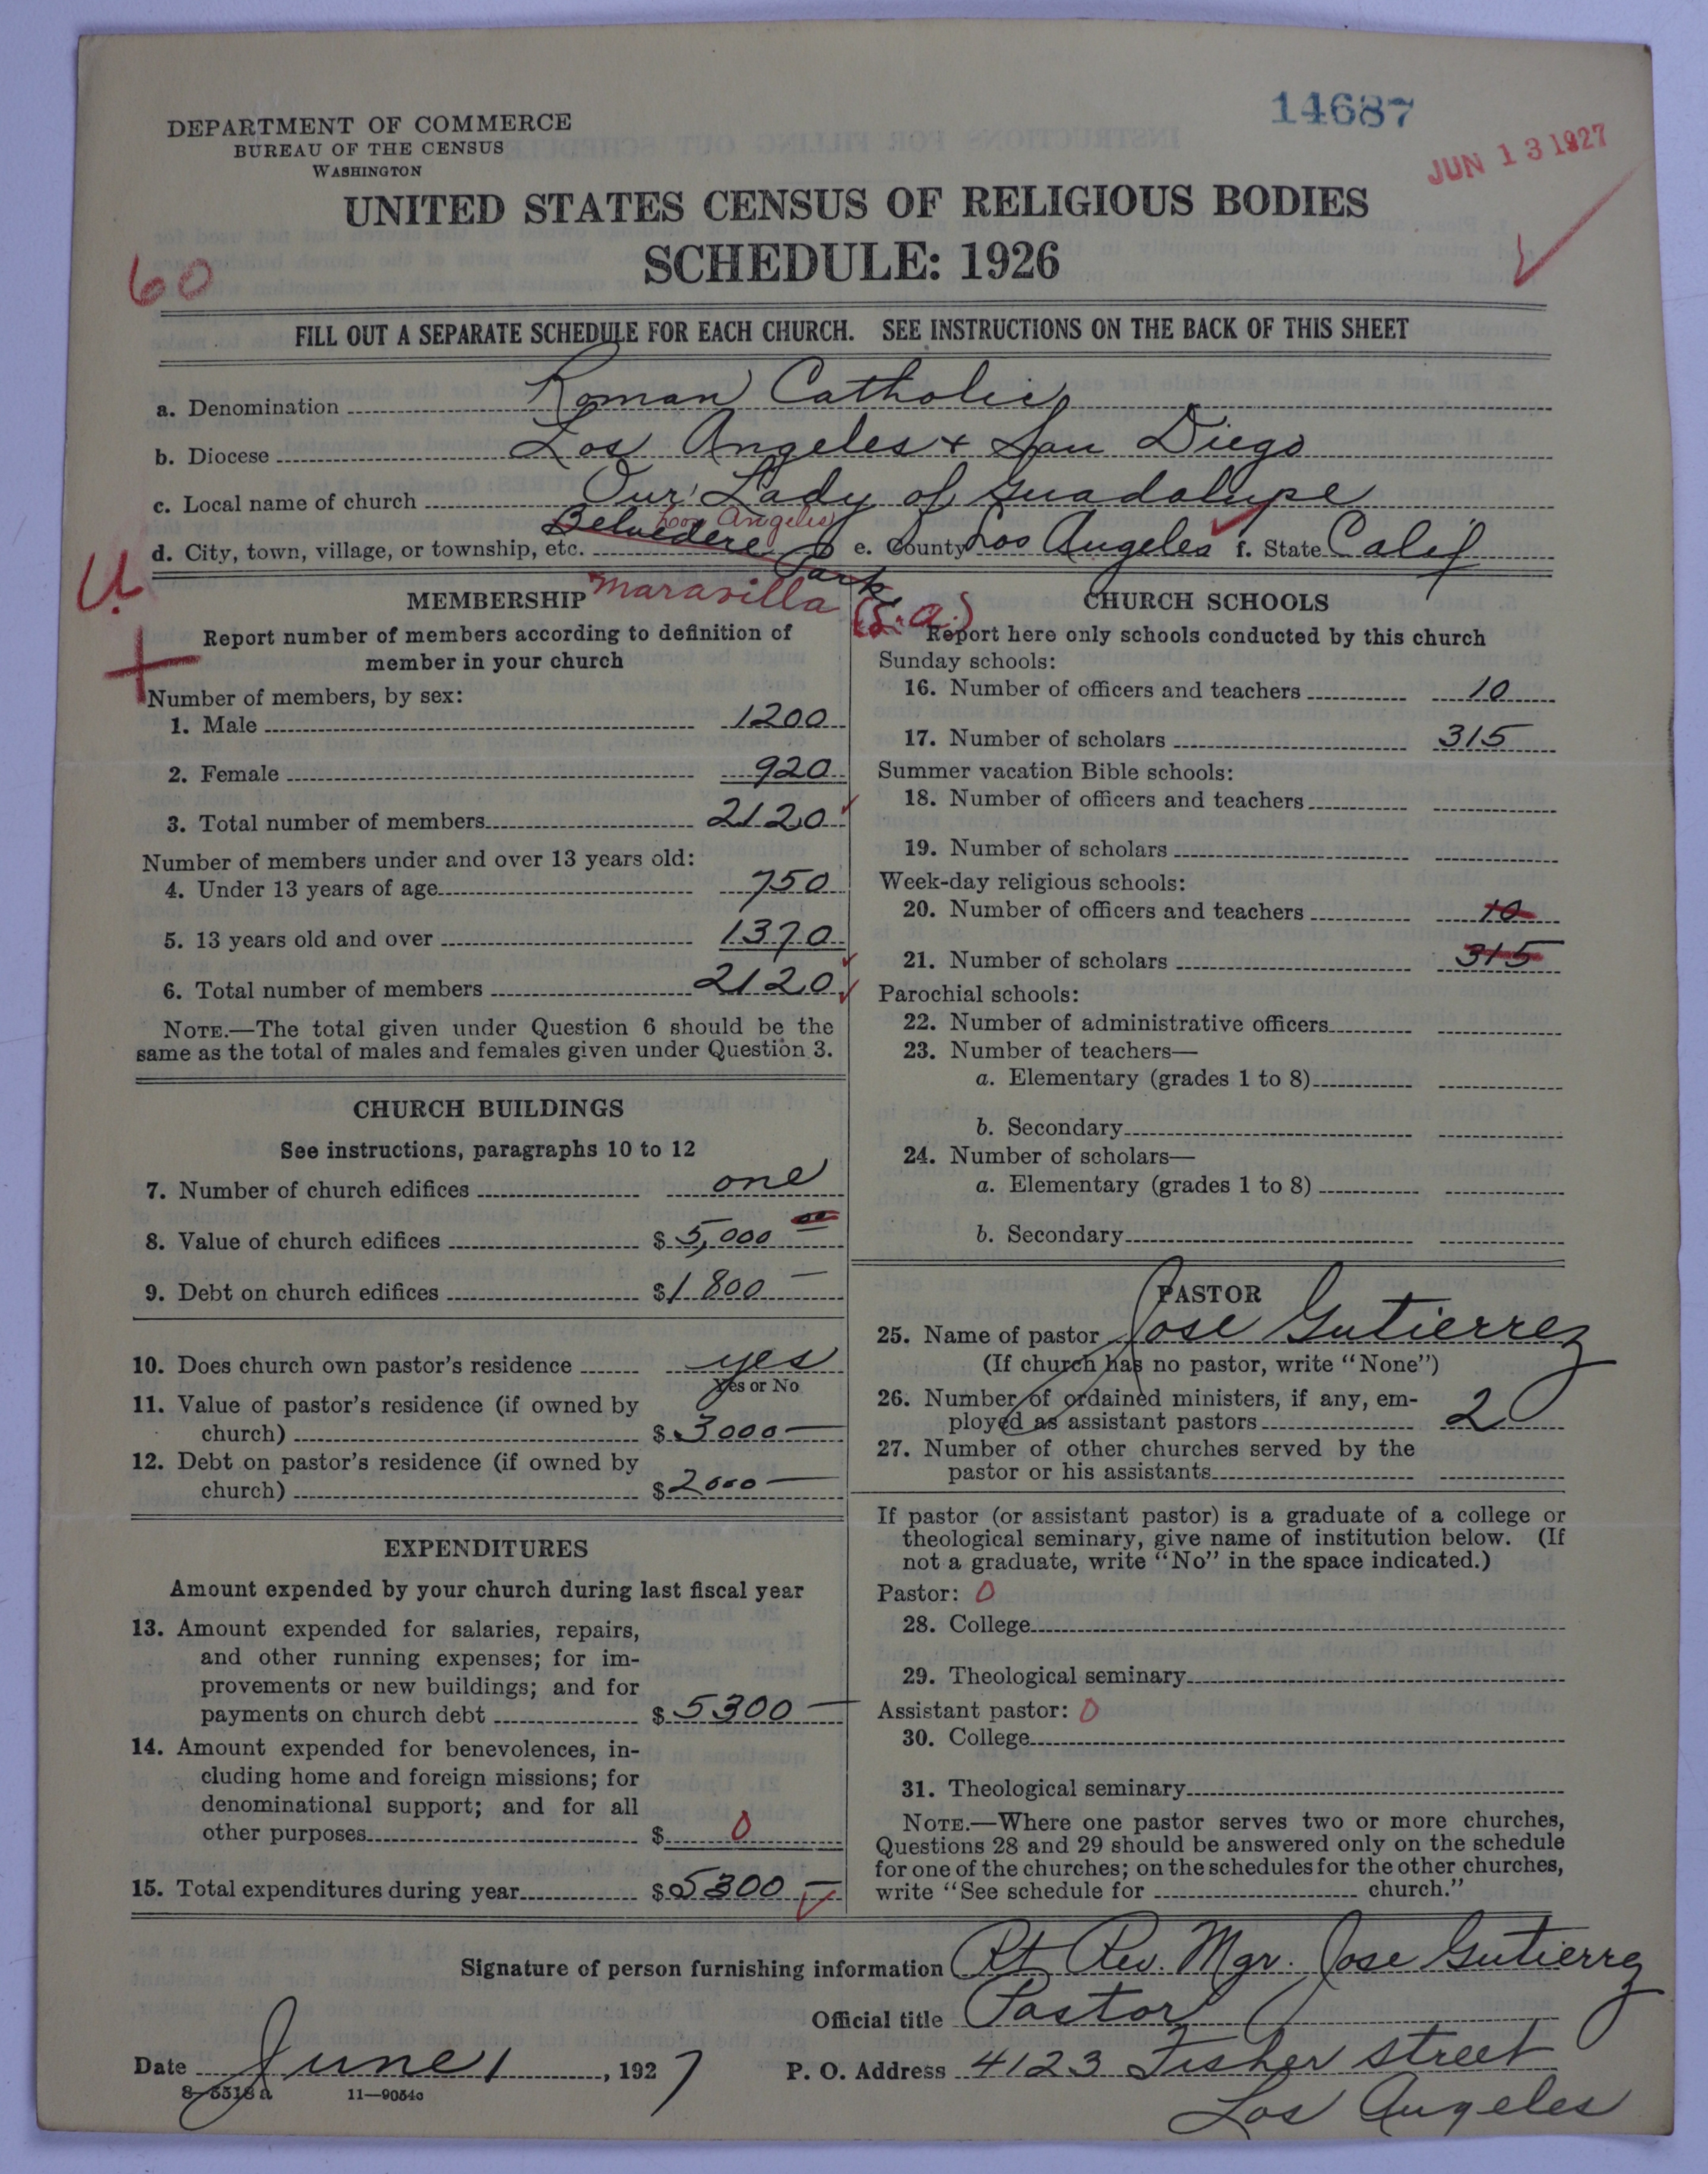 14687
JUN 13 1927
DEPARTMENT OF COMMERCE
BUREAU OF THE CENSUS
WASHINGTON
UNITED STATES CENSUS OF RELIGIOUS BODIES
SCHEDULE: 1926
60
FILL OUT A SEPARATE SCHEDULE FOR EACH CHURCH. SEE INSTRUCTIONS ON THE BACK OF THIS SHEET
a. Denomination Roman Catholic
b. Diocese Los Angeles + San Diego
c. Local name of church Our Lady of Guadalupe
Los Angeles
d. City, town, village, or township, etc. Belvedere Park e. County Los Angeles f. State Calif
U.
Maravilla (L.a.)
MEMBERSHIP
Report number of members according to definition of
member in your church
Number of members, by sex:
1. Male 1200
2. Female 920
3. Total number of members 2120
Number of members under and over 13 years old:
4. Under 13 years of age 750
5. 13 years old and over 1370
6. Total number of members 2120
NOTE.—The total given under Question 6 should be the
same as the total of males and females given under Question 3.
CHURCH BUILDINGS
See instructions, paragraphs 10 to 12
7. Number of church edifices one
8. Value of church edifices $ 5,000 00
9. Debt on church edifices $ 1800 —
10. Does church own pastor's residence yes
Yes or No
11. Value of pastor's residence (if owned by
church) $ 3000 —
12. Debt on pastor's residence (if owned by
church) $ 2000 —
EXPENDITURES
Amount expended by your church during last fiscal year
13. Amount expended for salaries, repairs,
and other running expenses; for im-
provements or new buildings; and for
payments on church debt $ 5300 —
14. Amount expended for benevolences, in-
cluding home and foreign missions; for
denominational support; and for all
other purposes $ 0
15. Total expenditures during year $ 5300 —
CHURCH SCHOOLS
Report here only schools conducted by this church
Sunday schools:
16. Number of officers and teachers 10
17. Number of scholars 315
Summer vacation Bible schools:
18. Number of officers and teachers
19. Number of scholars
Week-day religious schools:
20. Number of officers and teachers 10
21. Number of scholars 315
Parochial schools:
22. Number of administrative officers
23. Number of teachers—
a. Elementary (grades 1 to 8)
b. Secondary
24. Number of scholars—
a. Elementary (grades 1 to 8)
b. Secondary
PASTOR
25. Name of pastor Jose Gutierrez
(If church has no pastor, write "None")
26. Number of ordained ministers, if any, em-
ployed as assistant pastors 2
27. Number of other churches served by the
pastor or his assistants
If pastor (or assistant pastor) is a graduate of a college or
theological seminary, give name of institution below. (If
not a graduate, write "No" in the space indicated.)
Pastor: 0
28. College
29. Theological seminary
Assistant pastor: 0
30. College
31. Theological seminary
NOTE.—Where one pastor serves two or more churches,
Questions 28 and 29 should be answered only on the schedule
for one of the churches; on the schedules for the other churches,
write "See schedule for church."
Signature of person furnishing information Rt Rev. Mgr. Jose Gutierrez
Official title Pastor
Date June 1, 1927 P. O. Address 4123 Fisher street
Los Angeles
8-5518a 11—9054c